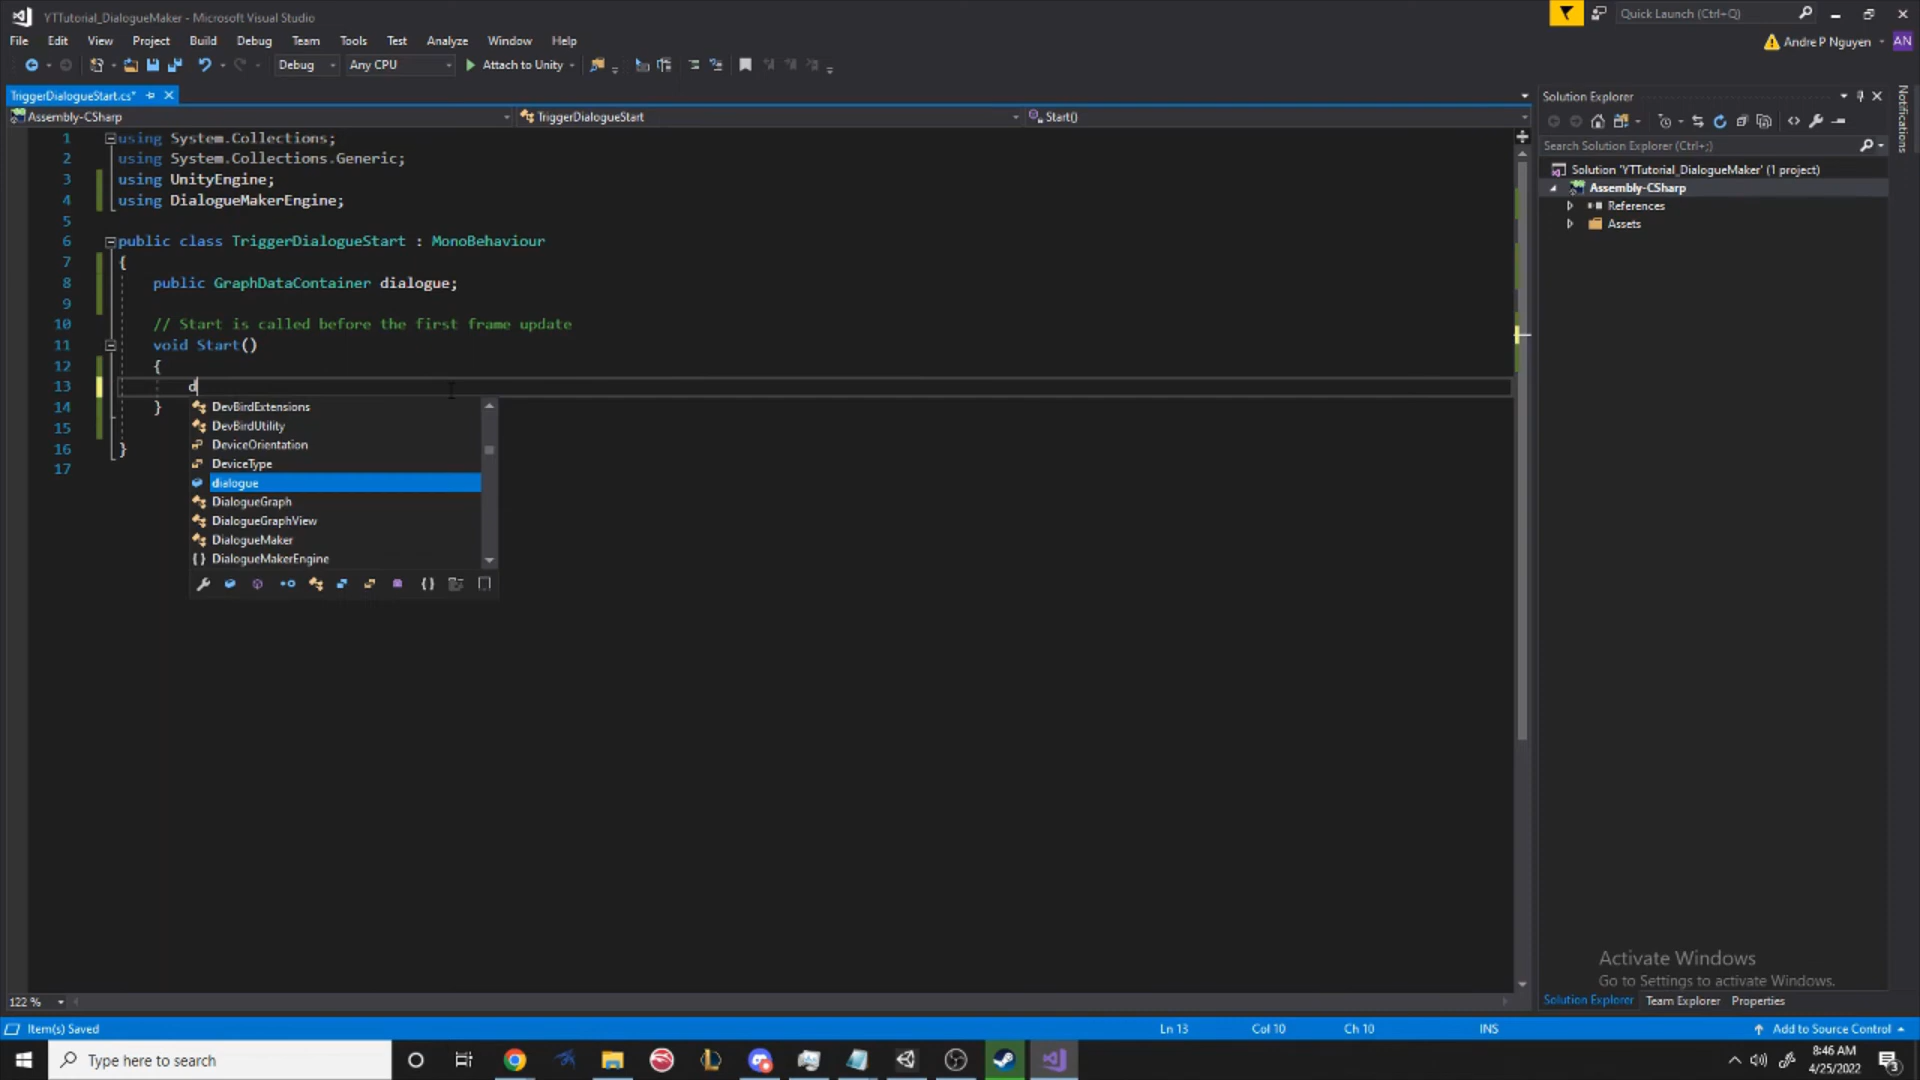 YTTutorial_DialogueMaker - Microsoft Visual Studio
Quick Launch (Ctrl+Q)
File Edit View Project Build Debug Team Tools Test Analyze Window Help
Andre P Nguyen AN
Debug Any CPU Attach to Unity
TriggerDialogueStart.cs*
Assembly-CSharp TriggerDialogueStart Start()
1 using System.Collections;
2 using System.Collections.Generic;
3 using UnityEngine;
4 using DialogueMakerEngine;
5
6 public class TriggerDialogueStart : MonoBehaviour
7 {
8 public GraphDataContainer dialogue;
9
10 // Start is called before the first frame update
11 void Start()
12 {
13 d
14 }
15
16 }
17
DevBirdExtensions
DevBirdUtility
DeviceOrientation
DeviceType
dialogue
DialogueGraph
DialogueGraphView
DialogueMaker
{} DialogueMakerEngine
Solution Explorer
Search Solution Explorer (Ctrl+;)
Solution 'YTTutorial_DialogueMaker' (1 project)
Assembly-CSharp
References
Assets
Notifications
Activate Windows
Go to Settings to activate Windows.
Solution Explorer Team Explorer Properties
122 %
Item(s) Saved Ln 13 Col 10 Ch 10 INS Add to Source Control
Type here to search
8:46 AM
4/25/2022
3